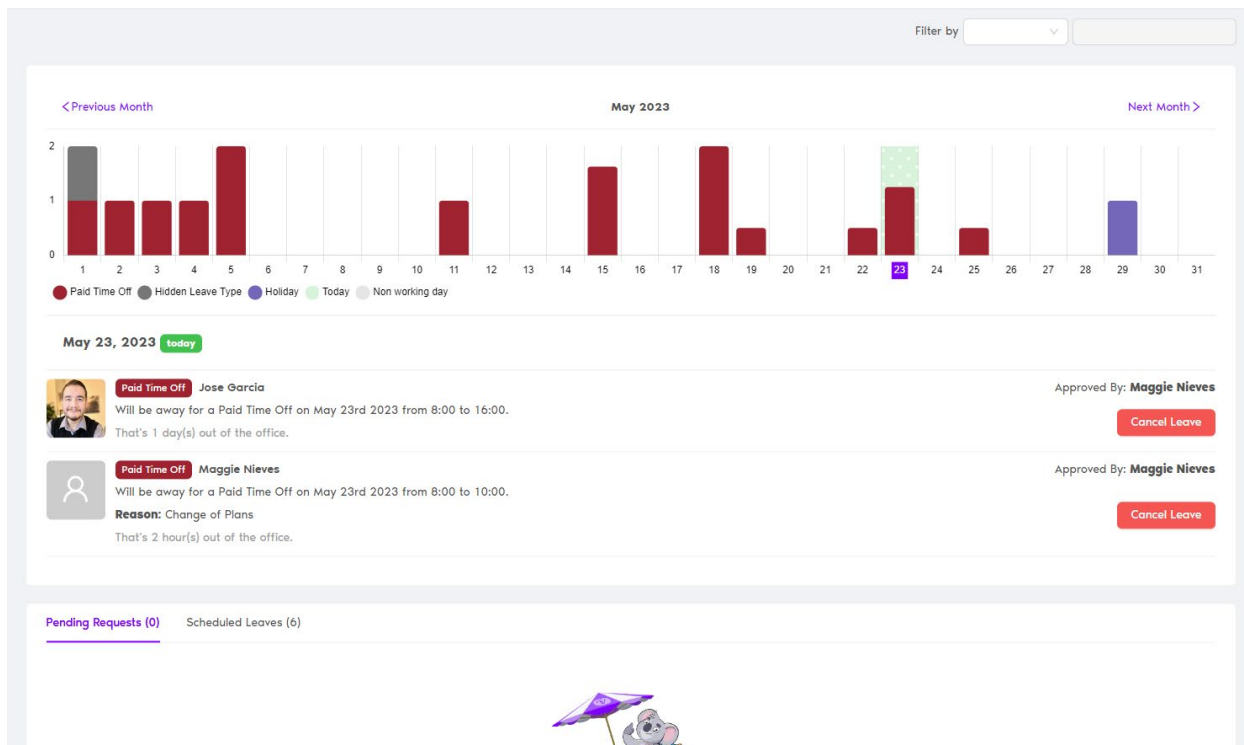 Filter by
Previous Month May 2023 Next Month
2
1
0
1 2 3 4 5 6 7 8 9 10 11 12 13 14 15 16 17 18 19 20 21 22 23 24 25 26 27 28 29 30 31
Paid Time Off Hidden Leave Type Holiday Today Non working day
May 23, 2023 today
Paid Time Off Jose Garcia Approved By: Maggie Nieves
Will be away for a Paid Time Off on May 23rd 2023 from 8:00 to 16:00.
Cancel Leave
That's 1 day(s) out of the office.
Paid Time Off Maggie Nieves Approved By: Maggie Nieves
Will be away for a Paid Time Off on May 23rd 2023 from 8:00 to 10:00.
Reason: Change of Plans Cancel Leave
That's 2 hour(s) out of the office.
Pending Requests (0) Scheduled Leaves (6)